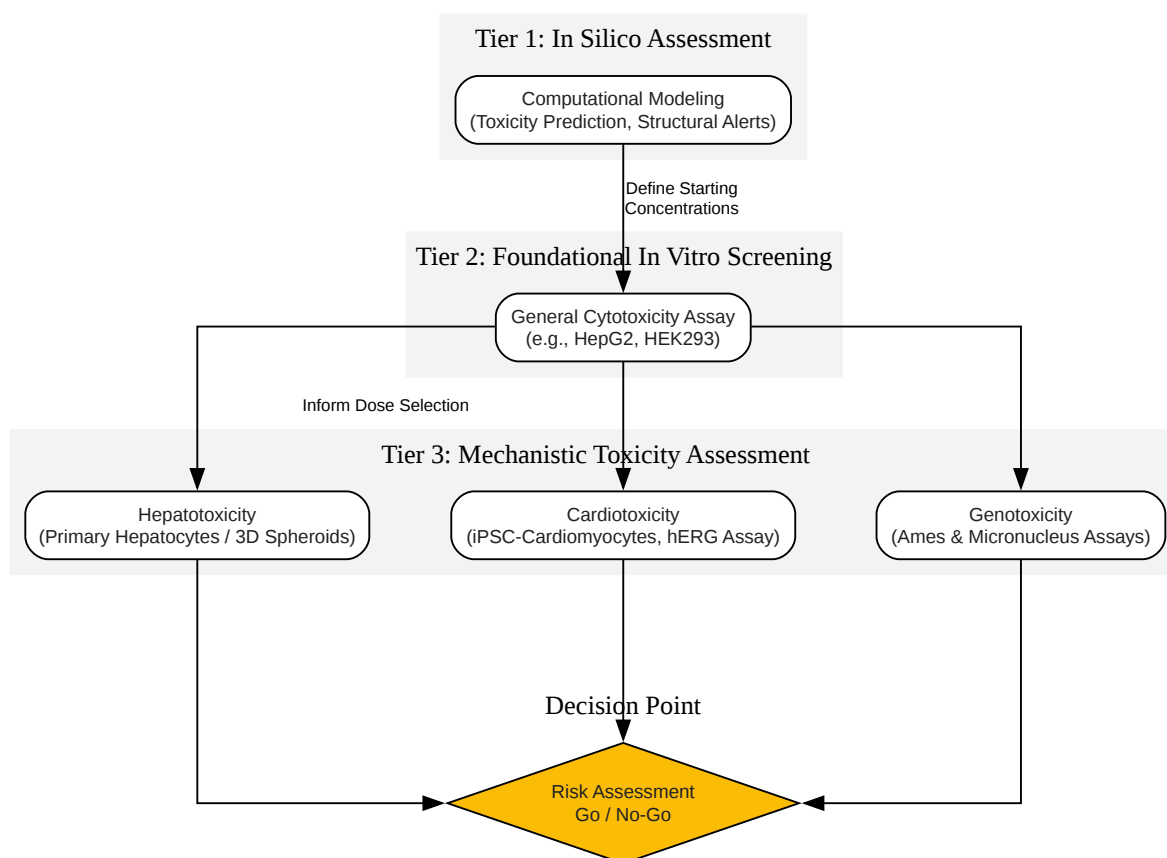 Tier 1: In Silico Assessment
Computational Modeling
(Toxicity Prediction, Structural Alerts)
Define Starting
Concentrations
Tier 2: Foundational In Vitro Screening
General Cytotoxicity Assay
(e.g., HepG2, HEK293)
Inform Dose Selection
Tier 3: Mechanistic Toxicity Assessment
Hepatotoxicity
(Primary Hepatocytes / 3D Spheroids)
Cardiotoxicity
(iPSC-Cardiomyocytes, hERG Assay)
Genotoxicity
(Ames & Micronucleus Assays)
Decision Point
Risk Assessment
Go / No-Go